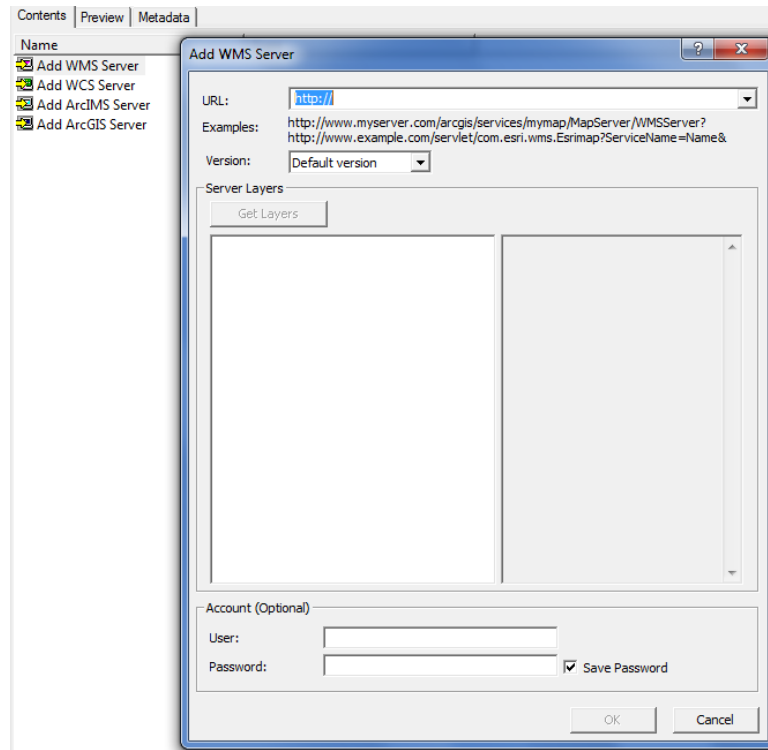 Contents Preview Metadata
Name
Add WMS Server
Add WCS Server
Add ArcIMS Server
Add ArcGIS Server
Add WMS Server
URL: http://
Examples: http://www.myserver.com/arcgis/services/mymap/MapServer/WMSServer?
http://www.example.com/servlet/com.esri.wms.Esrimap?ServiceName=Name&
Version: Default version
Server Layers
Get Layers
Account (Optional)
User:
Password:
Save Password
OK Cancel